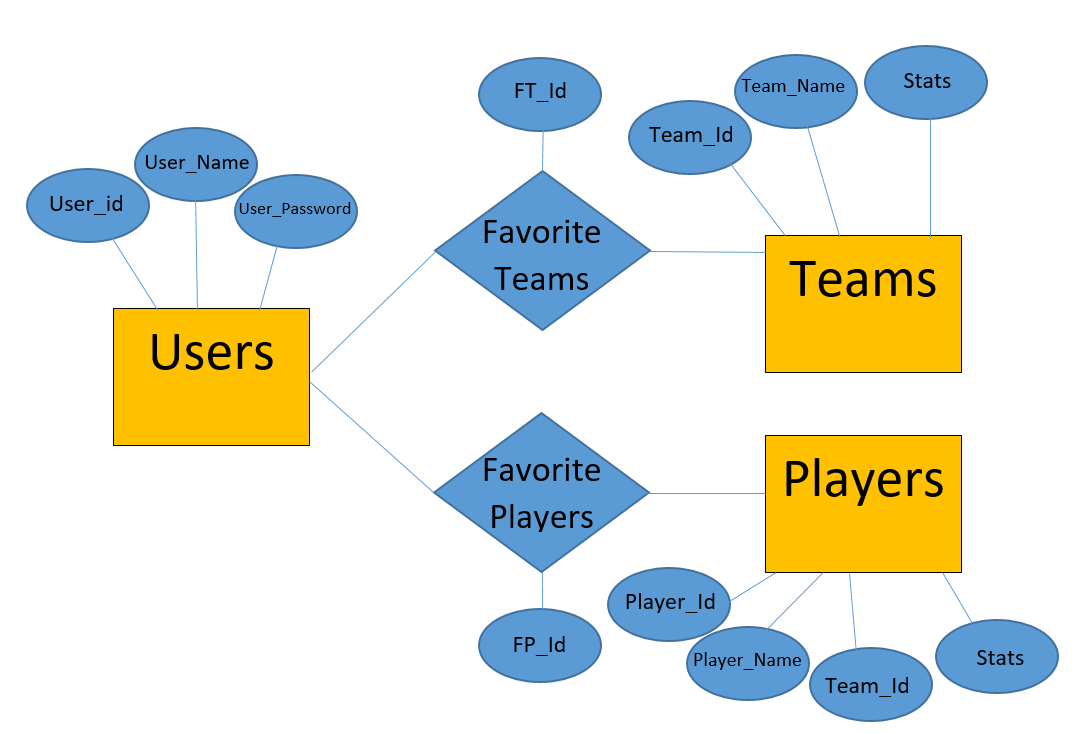 FT_Id
Team_Name
Stats
Team_Id
User_Name
User_id
User_Password
Favorite
Teams
Teams
Users
Favorite
Players
Players
Player_Id
FP_Id
Player_Name
Team_Id
Stats